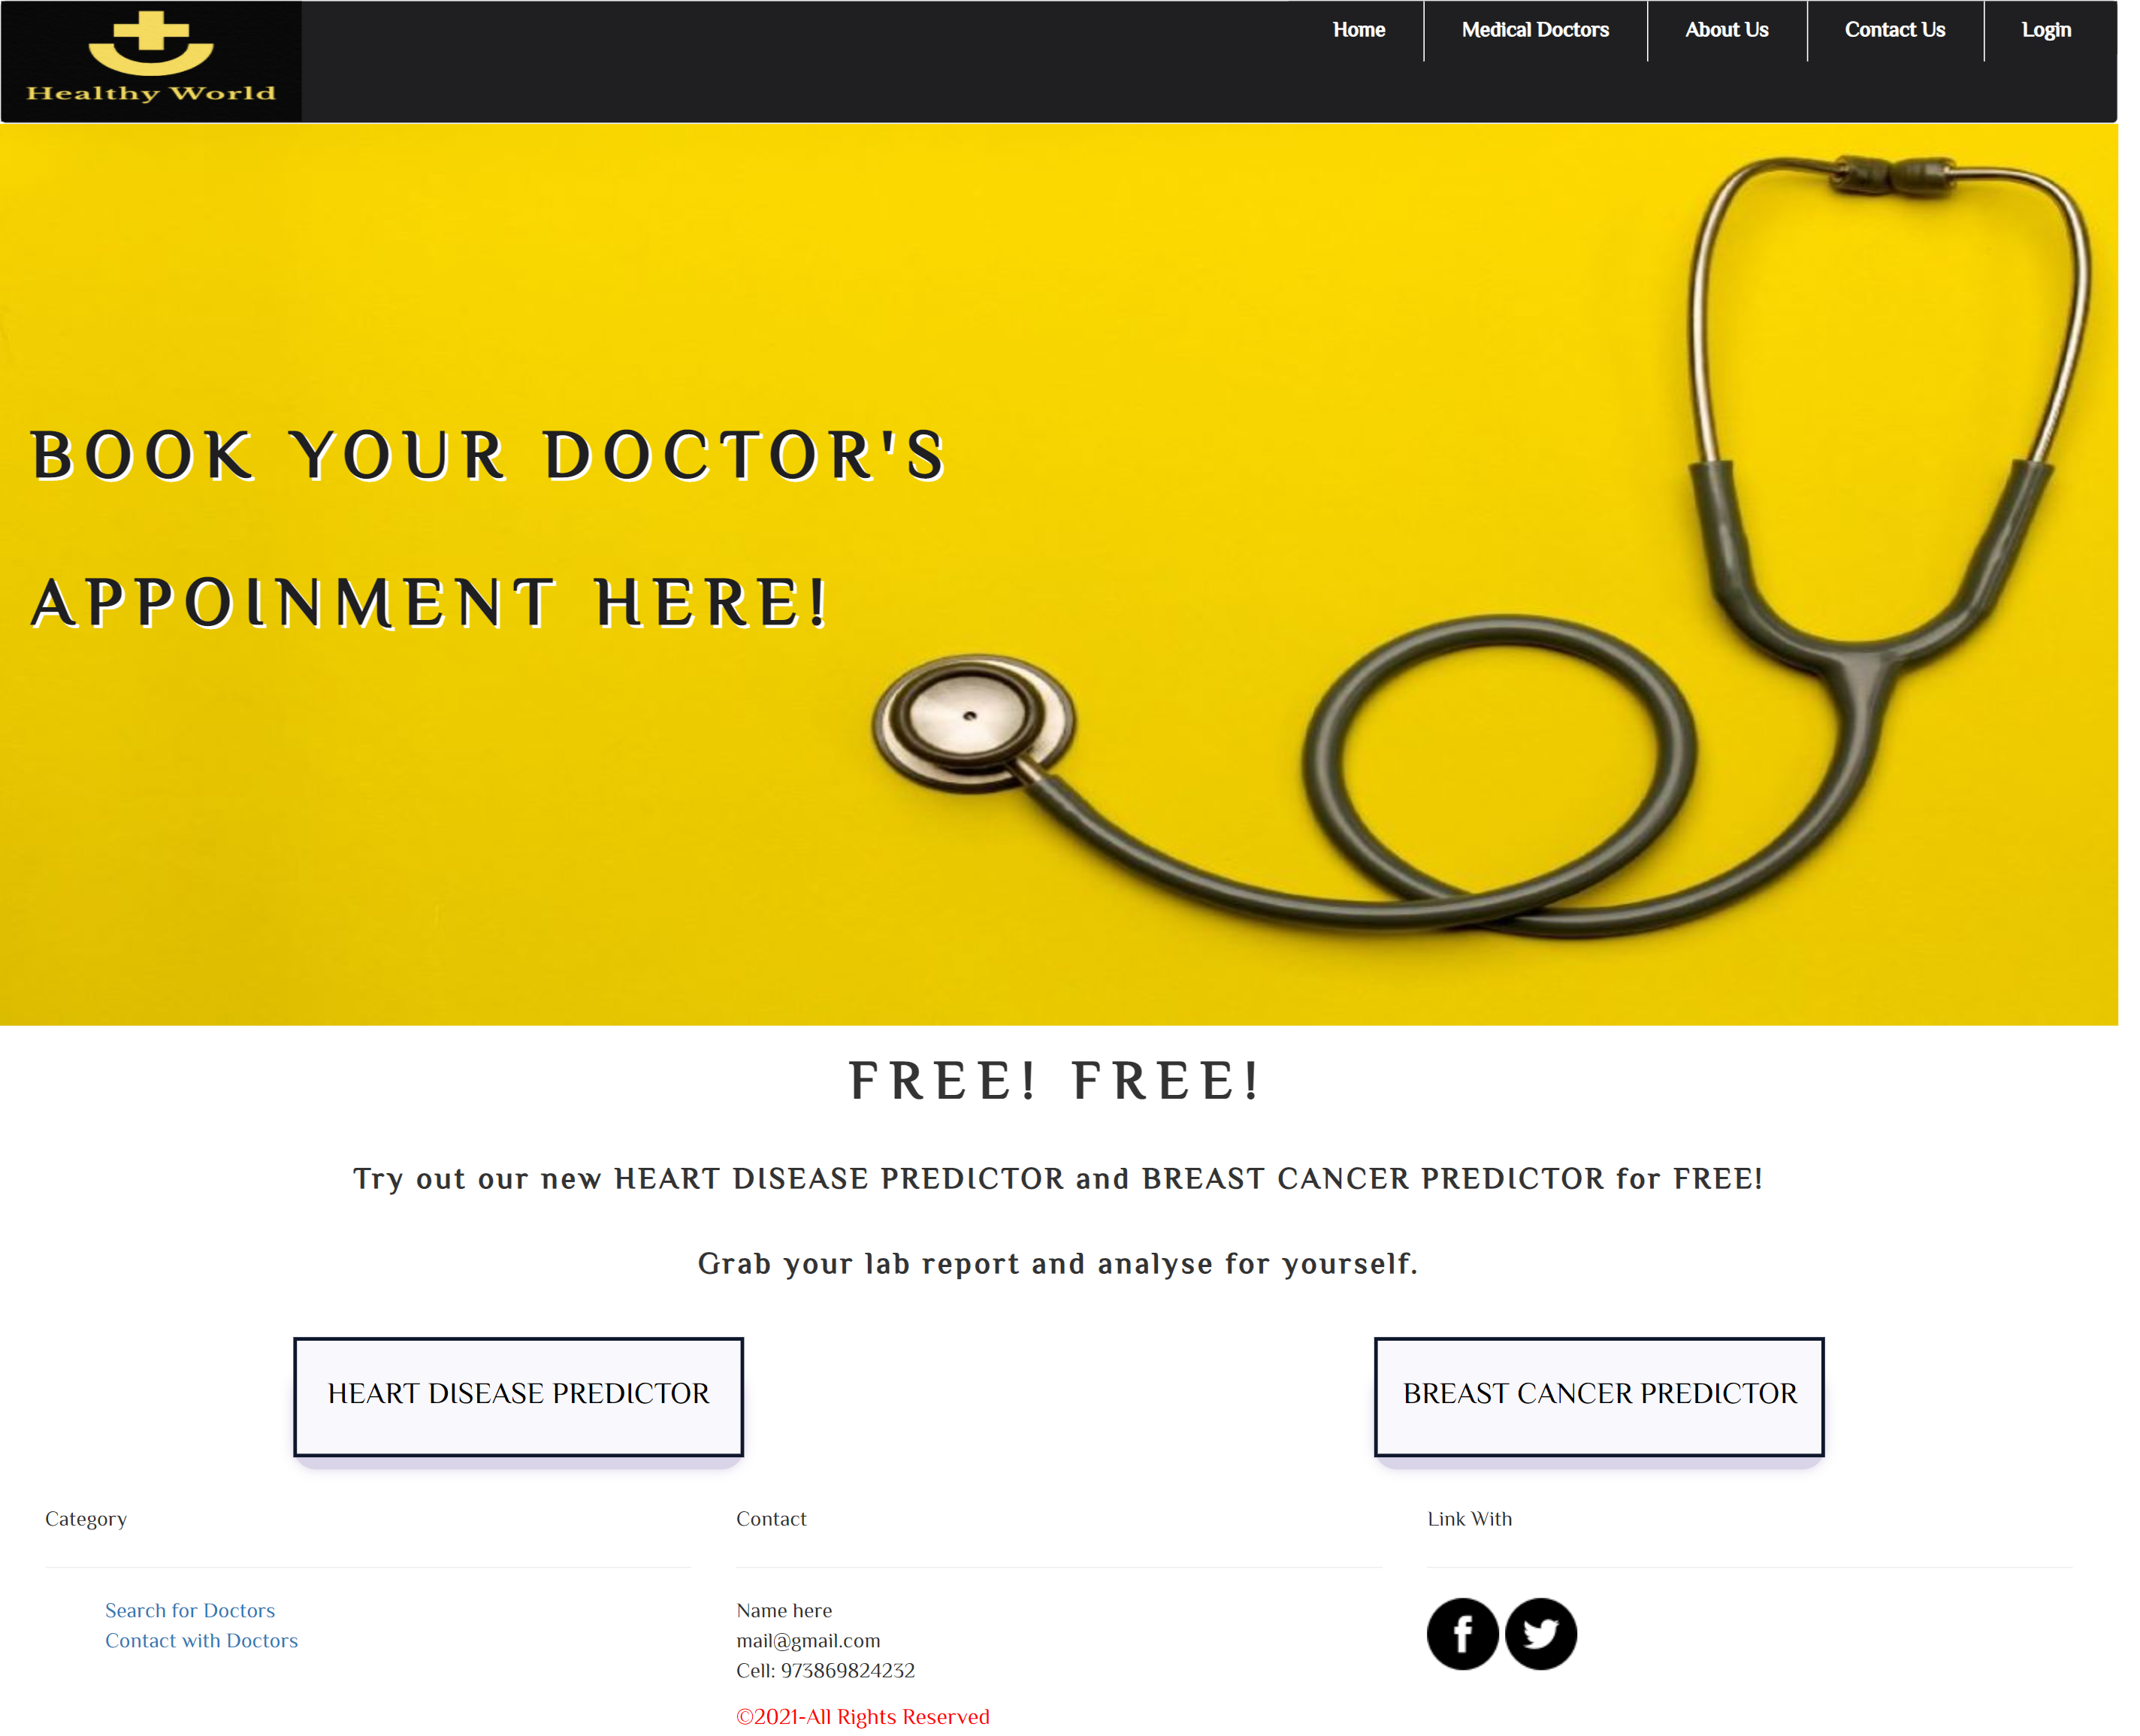 Healthy World
Home
Medical Doctors
About Us
Contact Us
Login
BOOK YOUR DOCTOR'S
APPOINMENT HERE!
FREE! FREE!
Try out our new HEART DISEASE PREDICTOR and BREAST CANCER PREDICTOR for FREE!
Grab your lab report and analyse for yourself.
HEART DISEASE PREDICTOR
BREAST CANCER PREDICTOR
Category
Search for Doctors
Contact with Doctors
Contact
Name here
mail@gmail.com
Cell: 973869824232
©2021-All Rights Reserved
Link With